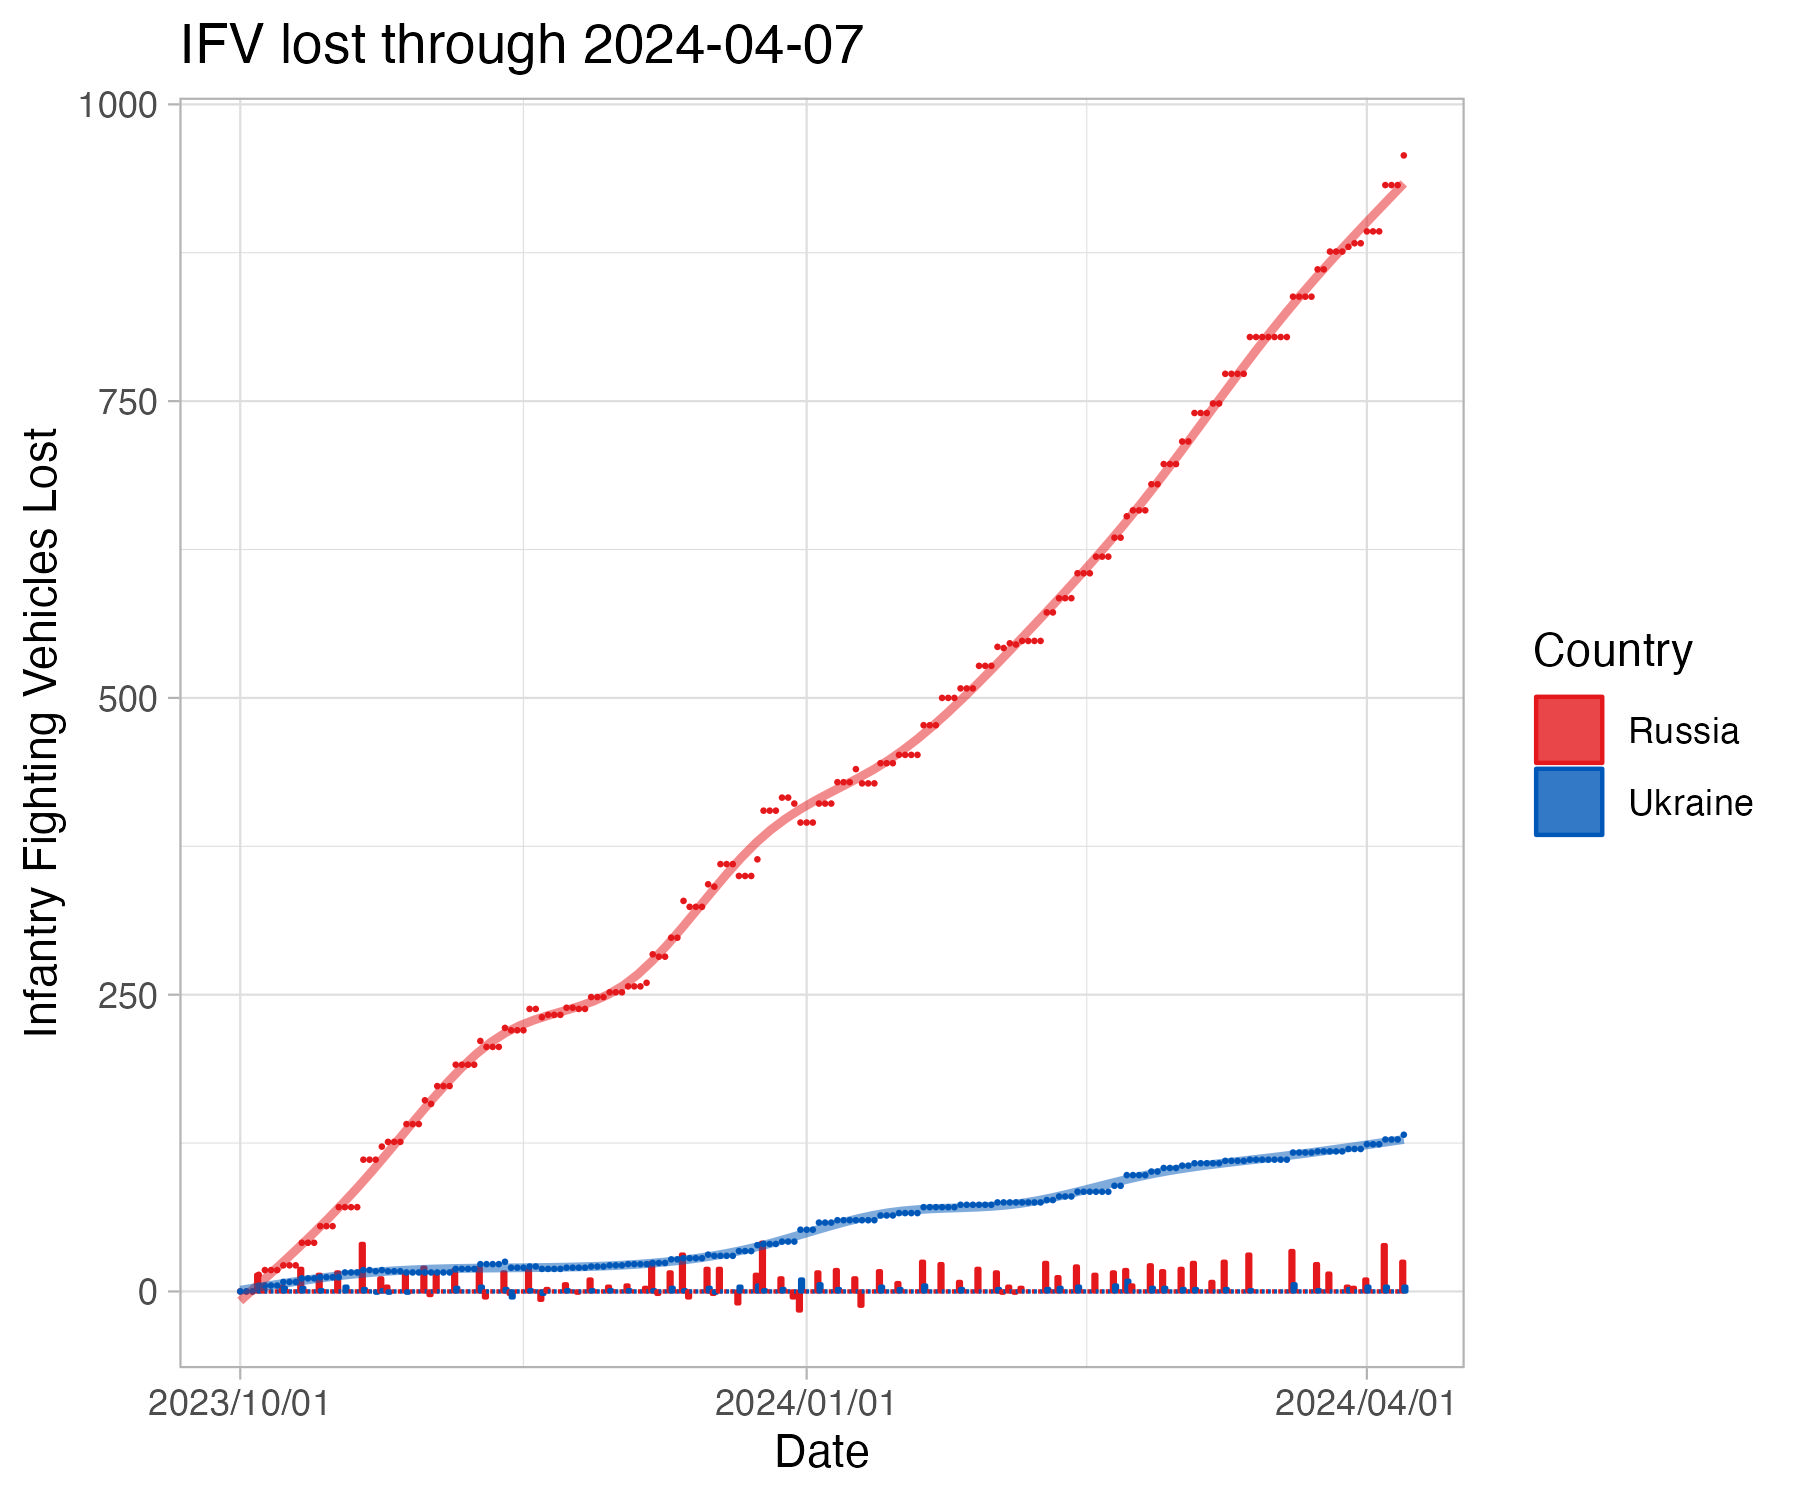 IFV lost through 2024-04-07
1000
750
500
250
0
Infantry Fighting Vehicles Lost
2023/10/01
2024/01/01
2024/04/01
Date
Country
Russia
Ukraine